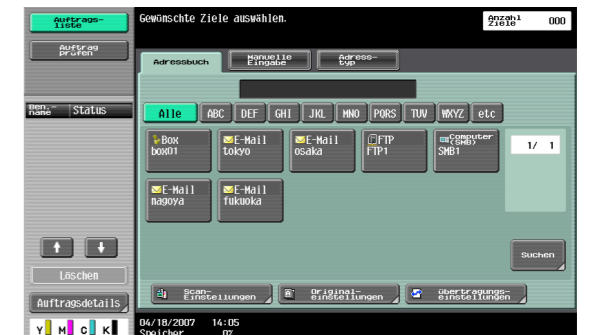 Auftrags-
liste
Gewünschte Ziele auswählen.
Anzahl
Ziele 000
Auftrag
prüfen
Adressbuch
Manuelle
Eingabe
Adress-
typ
Ben.-
name
Status
Alle ABC DEF GHI JKL MNO PQRS TUV WXYZ etc
Box
box01
E-Mail
tokyo
E-Mail
osaka
FTP
FTP1
Computer
(SMB)
SMB1
1/ 1
E-Mail
nagoya
E-Mail
fukuoka
Suchen
Löschen
Scan-
Einstellungen
Original-
einstellungen
übertragungs-
einstellungen
Auftragsdetails
04/18/2007 14:05
Y M C K
Speicher 0%